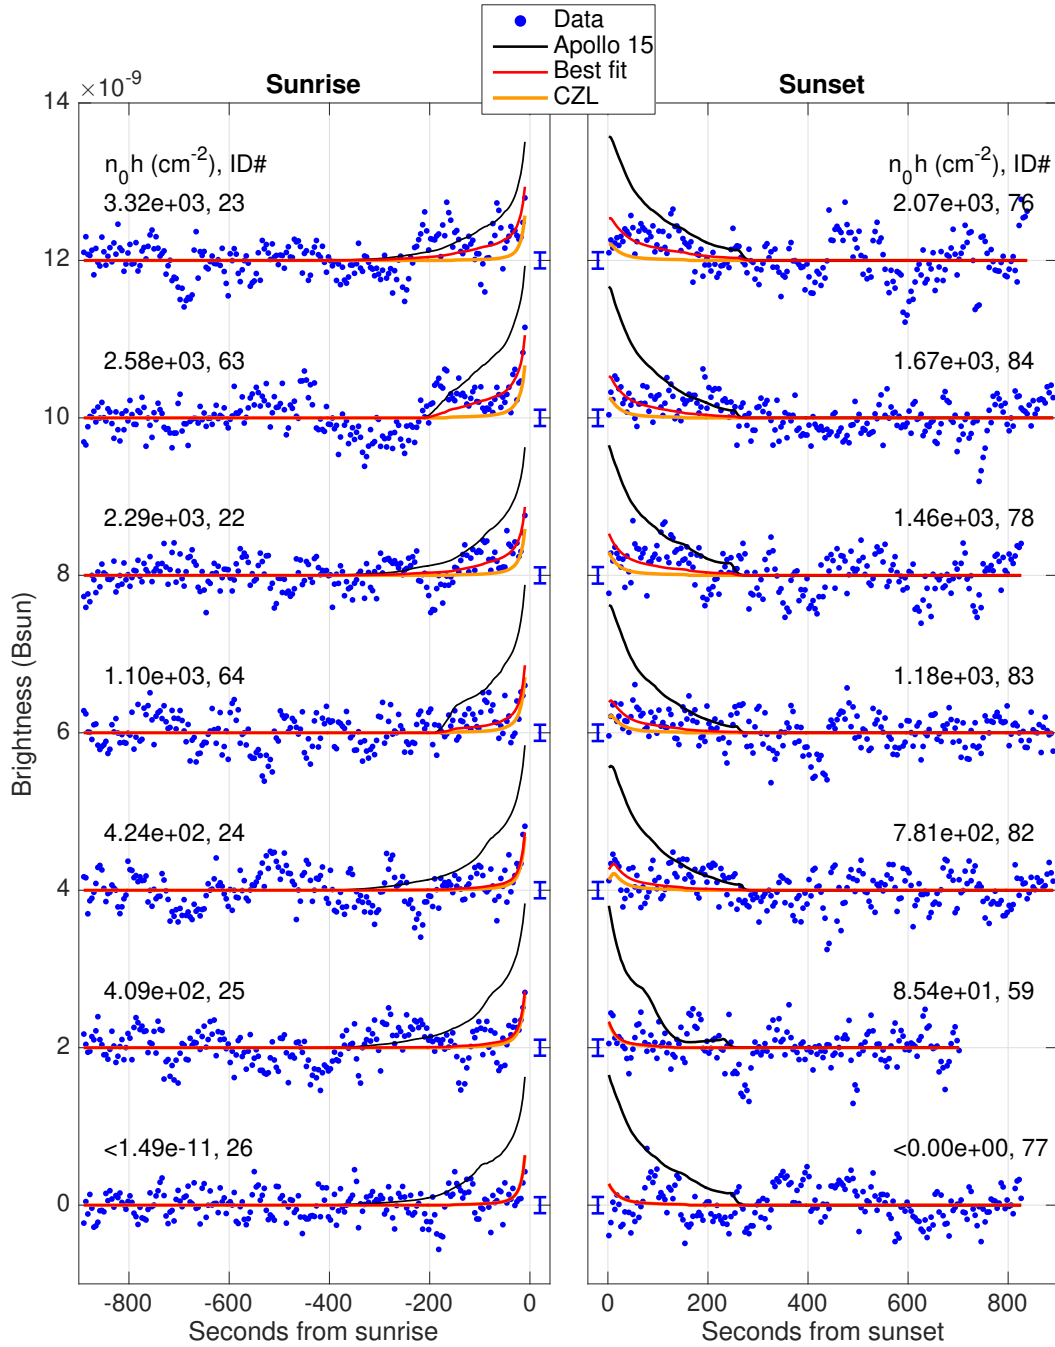 Data
Apollo 15
Best fit
CZL
×10^-9
Sunrise
Sunset
14
12
10
8
6
4
2
0
Brightness (Bsun)
n_0h (cm^-2), ID#
3.32e+03, 23
2.58e+03, 63
2.29e+03, 22
1.10e+03, 64
4.24e+02, 24
4.09e+02, 25
<1.49e-11, 26
n_0h (cm^-2), ID#
2.07e+03, 76
1.67e+03, 84
1.46e+03, 78
1.18e+03, 83
7.81e+02, 82
8.54e+01, 59
<0.00e+00, 77
-800 -600 -400 -200 0
Seconds from sunrise
0 200 400 600 800
Seconds from sunset